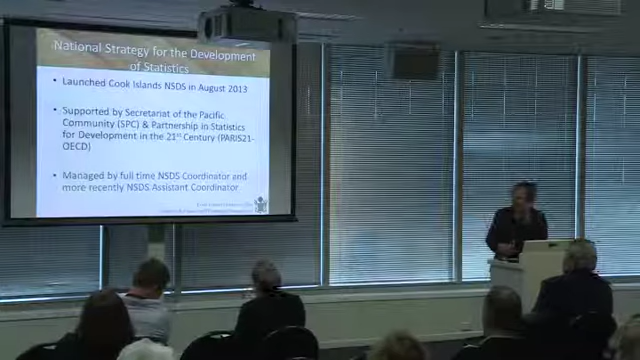 National Strategy for the Development
of Statistics
• Launched Cook Islands NSDS in August 2013
• Supported by Secretariat of the Pacific
Community (SPC) & Partnership in Statistics
for Development in the 21st Century (PARIS21-
OECD)
• Managed by full time NSDS Coordinator and
more recently NSDS Assistant Coordinator